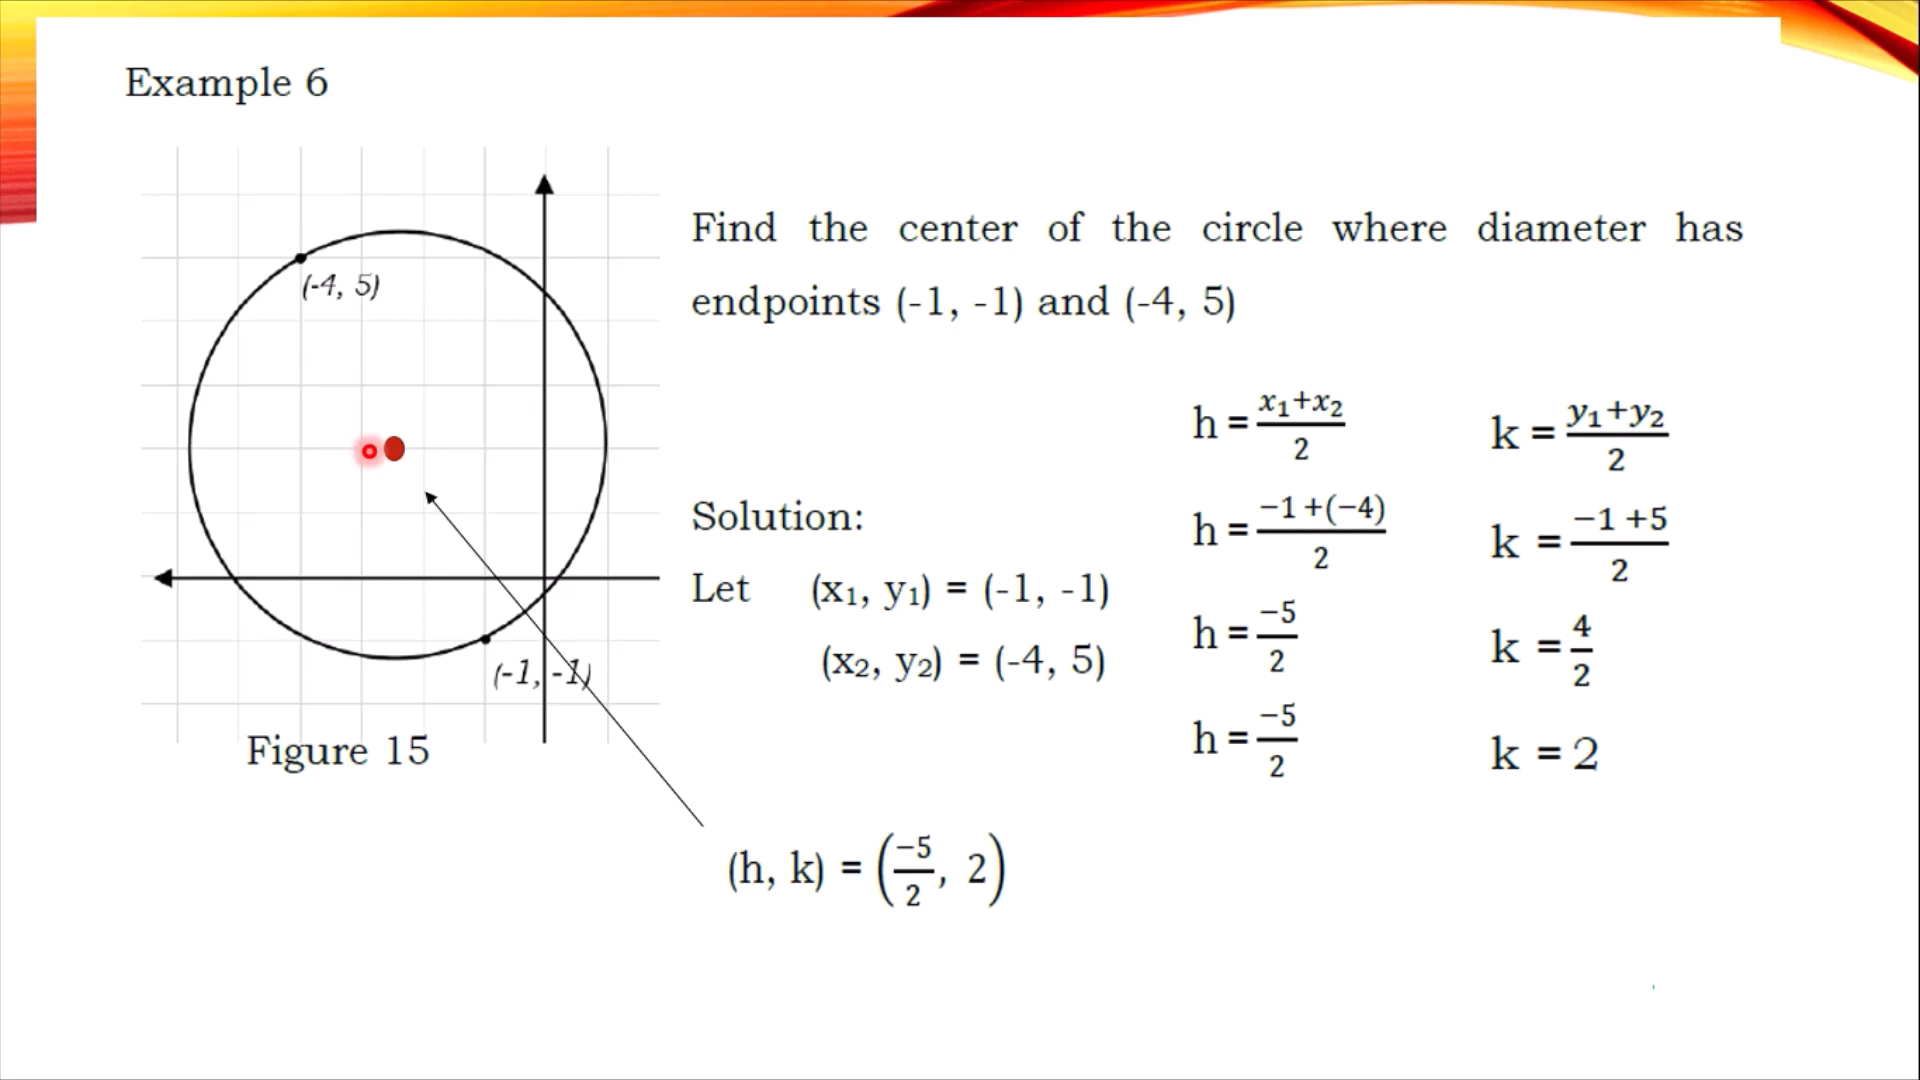 Example 6
(-4, 5)
(-1, -1)
Figure 15
Find the center of the circle where diameter has
endpoints (-1, -1) and (-4, 5)
Solution:
Let (x₁, y₁) = (-1, -1)
(x₂, y₂) = (-4, 5)
h = x₁+x₂/2
h = −1+(−4)/2
h = −5/2
h = −5/2
k = y₁+y₂/2
k = −1 +5/2
k = 4/2
k = 2
(h, k) = (−5/2, 2)